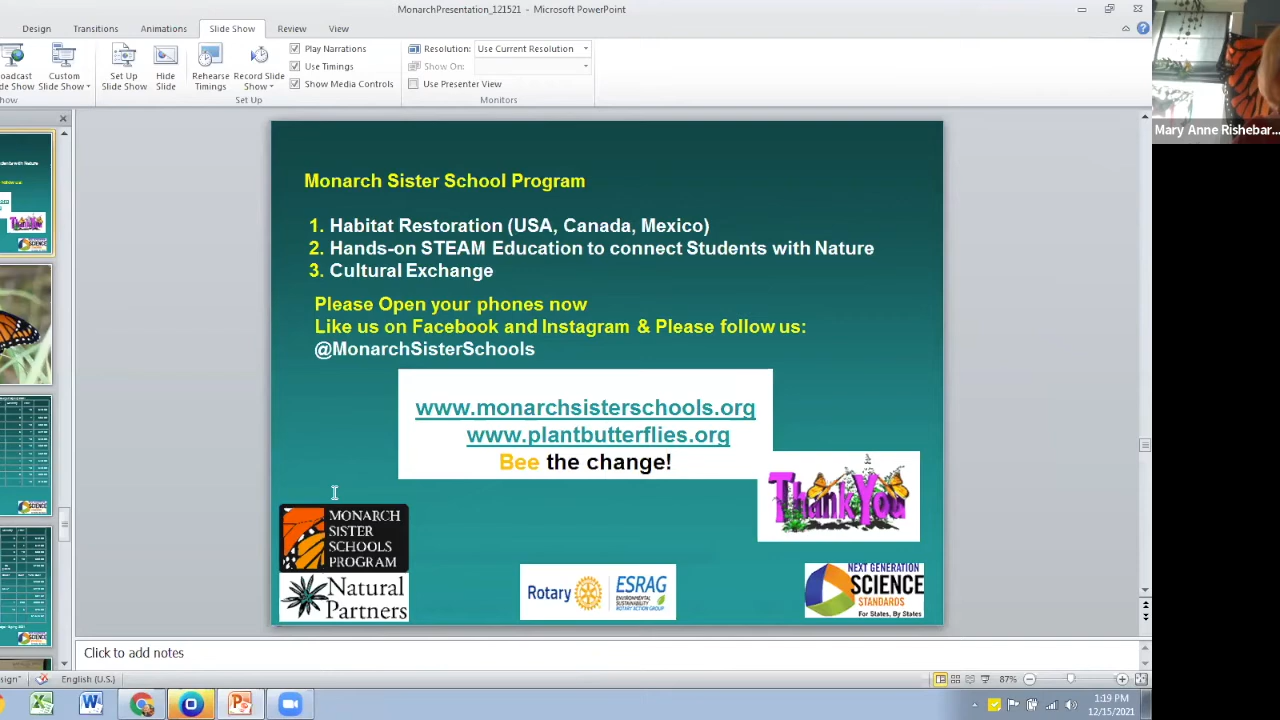 MonarchPresentation_121521 - Microsoft PowerPoint
Design Transitions Animations Slide Show Review View
Custom Slide Show
Set Up Slide Show
Hide Slide
Rehearse Timings
Record Slide Show
Play Narrations
Use Timings
Show Media Controls
Resolution: Use Current Resolution
Show On:
Use Presenter View
Set Up
Monitors
Monarch Sister School Program
1. Habitat Restoration (USA, Canada, Mexico)
2. Hands-on STEAM Education to connect Students with Nature
3. Cultural Exchange
Please Open your phones now
Like us on Facebook and Instagram & Please follow us:
@MonarchSisterSchools
www.monarchsisterschools.org
www.plantbutterflies.org
Bee the change!
Thank You
MONARCH
SISTER
SCHOOLS
PROGRAM
Natural
Partners
Rotary
ESRAG
ENVIRONMENTAL
SUSTAINABILITY
ROTARY ACTION GROUP
NEXT GENERATION
SCIENCE
STANDARDS
For States, By States
Click to add notes
English (U.S.)
87%
1:19 PM
12/15/2021
Mary Anne Rishebar...